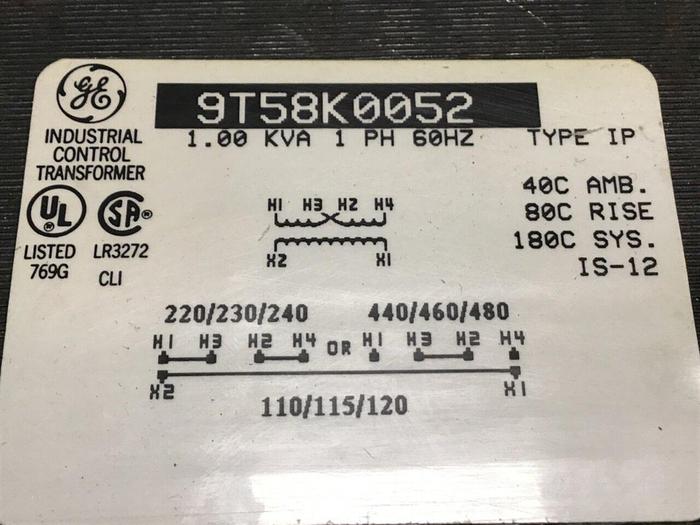 GE
9T58K0052
INDUSTRIAL
CONTROL
TRANSFORMER
1.00 KVA 1 PH 60HZ TYPE IP
40C AMB.
80C RISE
180C SYS.
IS-12
UL ®
LISTED
769G
SA ®
LR3272
CLI
H1 H3 H2 H4
X2 X1
220/230/240 440/460/480
H1 H3 H2 H4 OR H1 H3 H2 H4
X2 X1
110/115/120